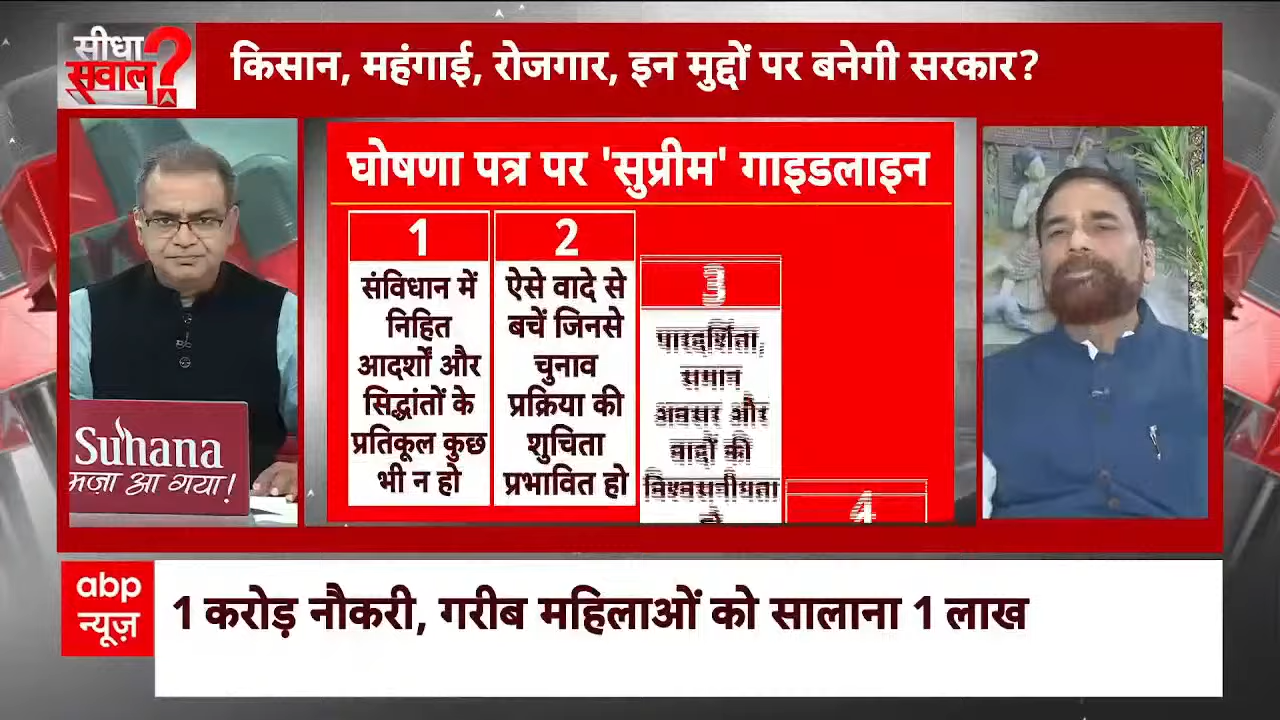 सीधा
सवाल?
किसान, महंगाई, रोजगार, इन मुद्दों पर बनेगी सरकार?
घोषणा पत्र पर 'सुप्रीम' गाइडलाइन
1
संविधान में
निहित
आदर्शों और
सिद्धांतों के
प्रतिकूल कुछ
भी न हो
2
ऐसे वादे से
बचें जिनसे
चुनाव
प्रक्रिया की
शुचिता
प्रभावित हो
3
पारदर्शिता,
समान
अवसर और
वादों की
विश्वसनीयता
4
Suhana
मज़ा आ गया!
abp
न्यूज़
1 करोड़ नौकरी, गरीब महिलाओं को सालाना 1 लाख